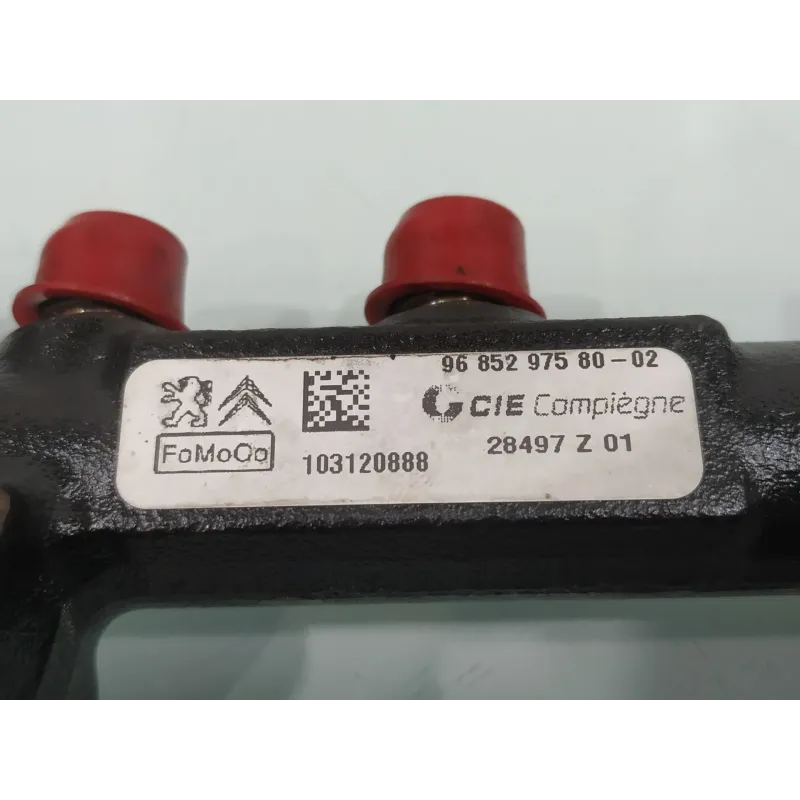 96 852 975 80-02
CIE Compiègne
FoMoCo
103120888
28497 Z 01